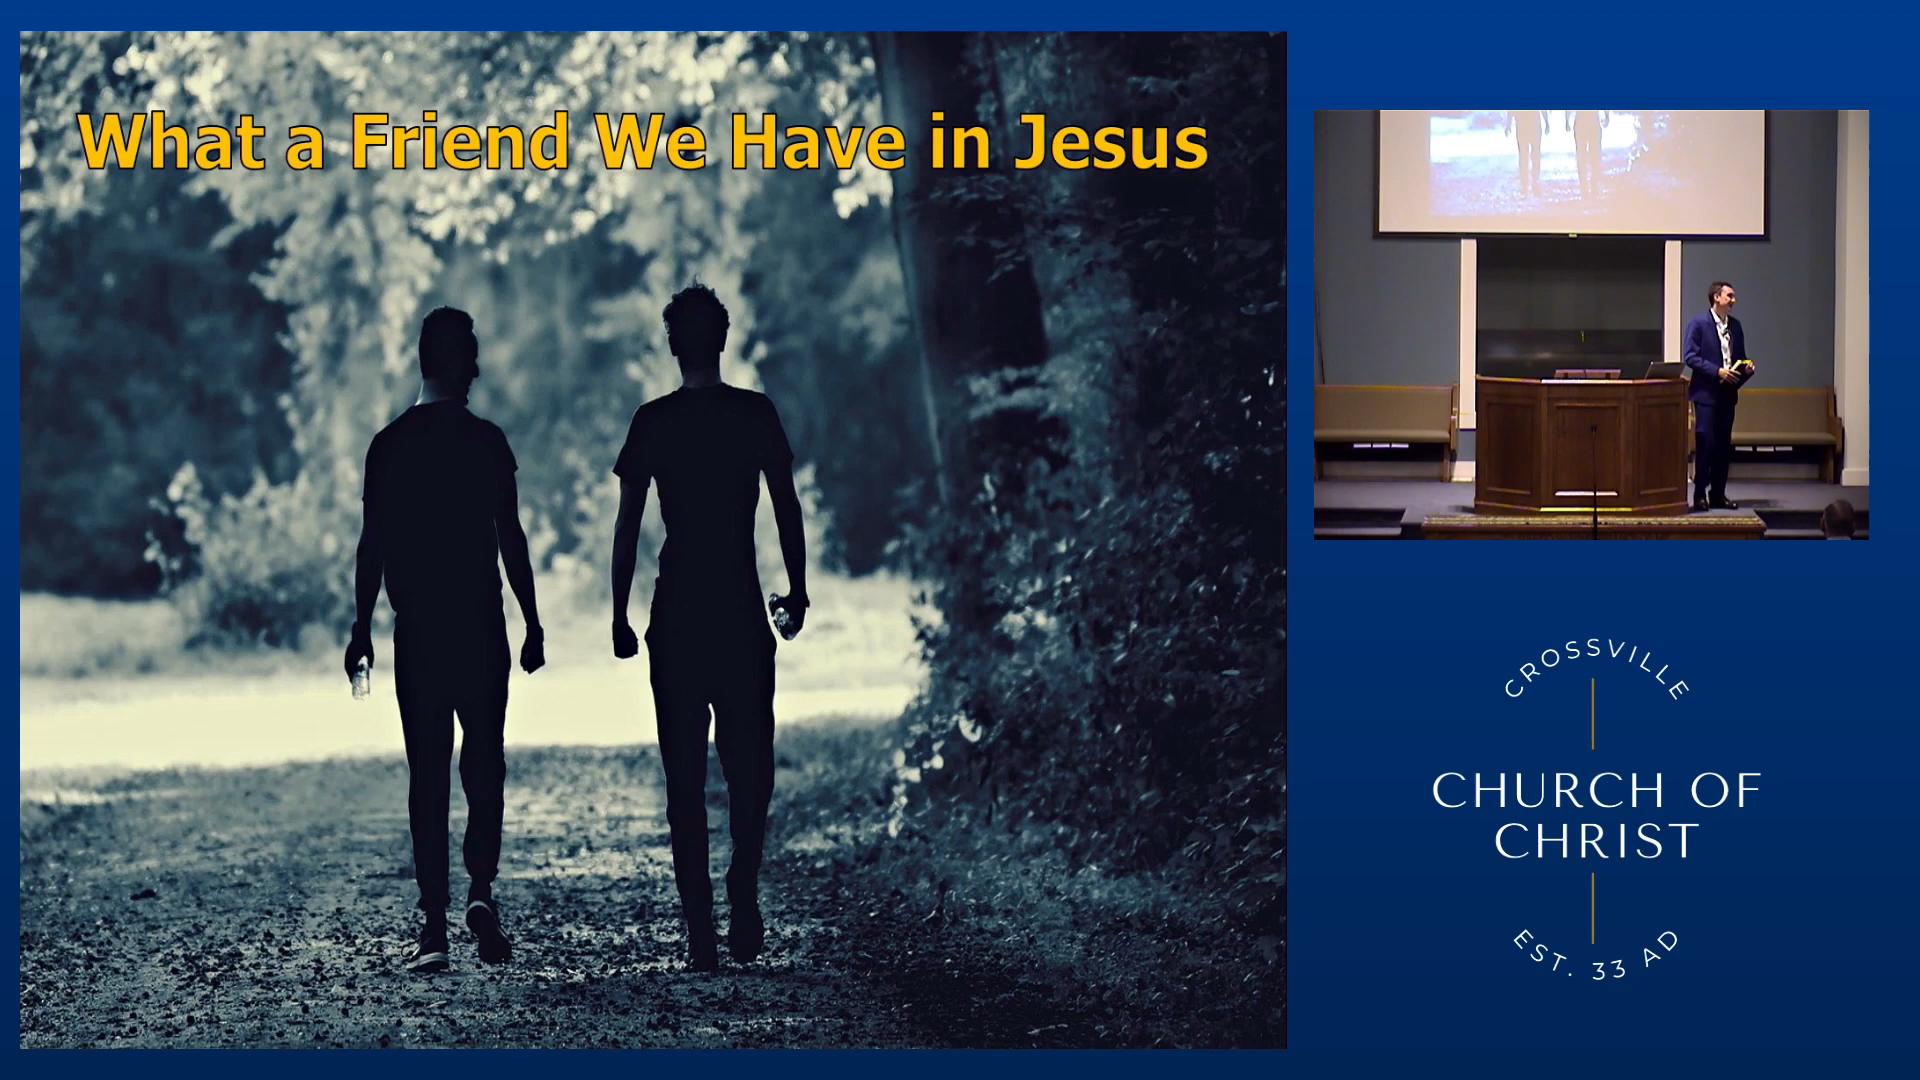 What a Friend We Have in Jesus
CROSSVILLE
CHURCH OF
CHRIST
EST. 33 AD